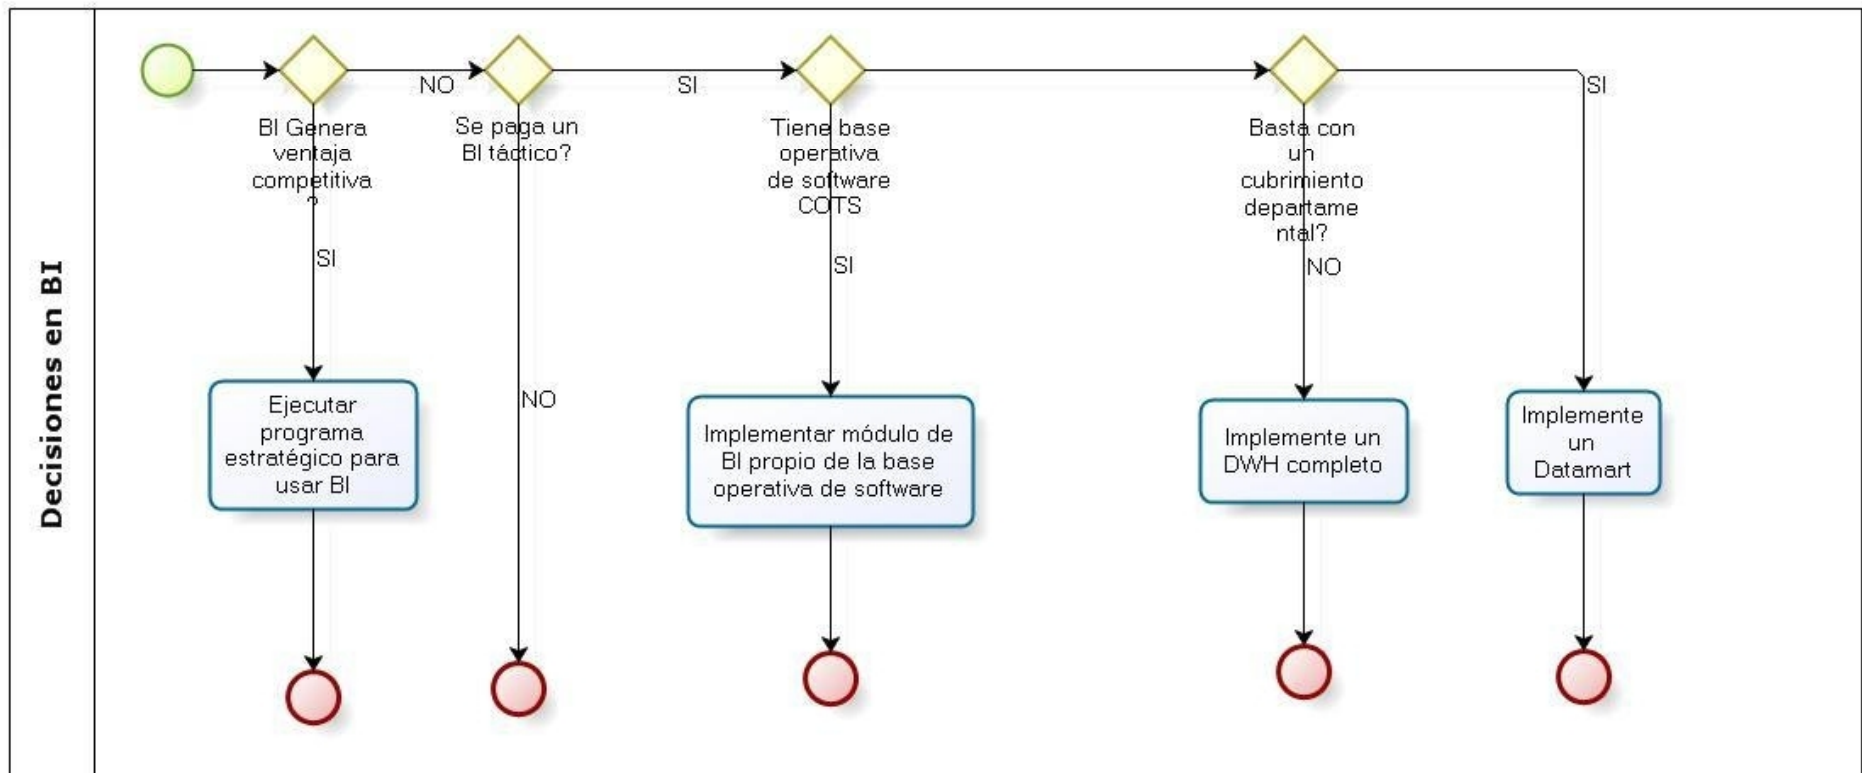 Decisiones en BI
NO
SI
SI
BI Genera
ventaja
competitiva
?
Se paga un
BI táctico?
Tiene base
operativa
de software
COTS
Basta con
un
cubrimiento
departame
ntal?
SI
SI
NO
NO
Ejecutar
programa
estratégico para
usar BI
Implementar módulo de
BI propio de la base
operativa de software
Implemente un
DWH completo
Implemente
un
Datamart